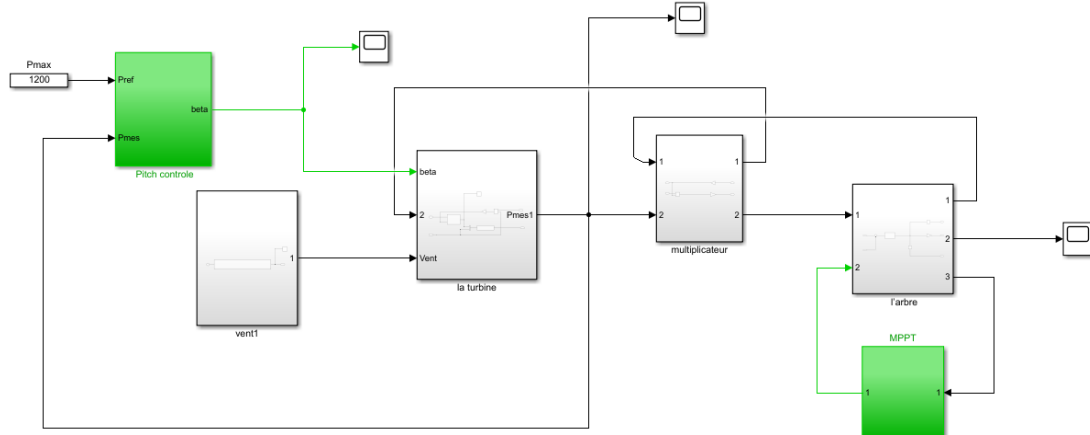 Pmax
1200
Pref
beta
Pmes
Pitch controle
beta
2
Pmes1
Vent
la turbine
1
vent1
1
1
2
2
multiplicateur
1
1
2
2
3
l'arbre
MPPT
1
1